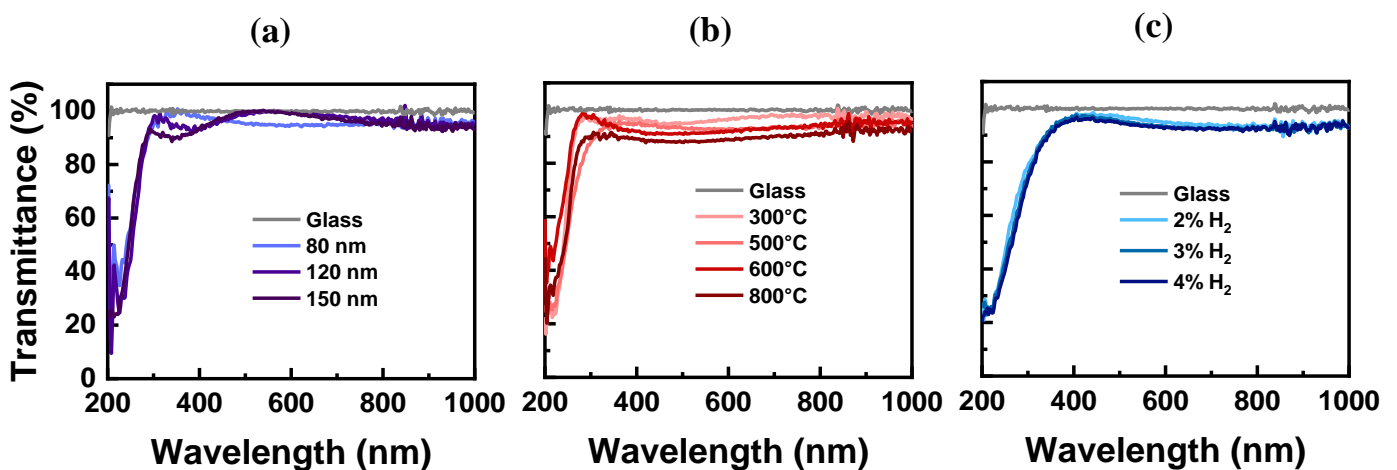 (a)
(b)
(c)
Transmittance (%)
100
80
60
40
20
0
Glass
80 nm
120 nm
150 nm
200 400 600 800 1000
Wavelength (nm)
Glass
300°C
500°C
600°C
800°C
200 400 600 800 1000
Wavelength (nm)
Glass
2% H₂
3% H₂
4% H₂
200 400 600 800 1000
Wavelength (nm)